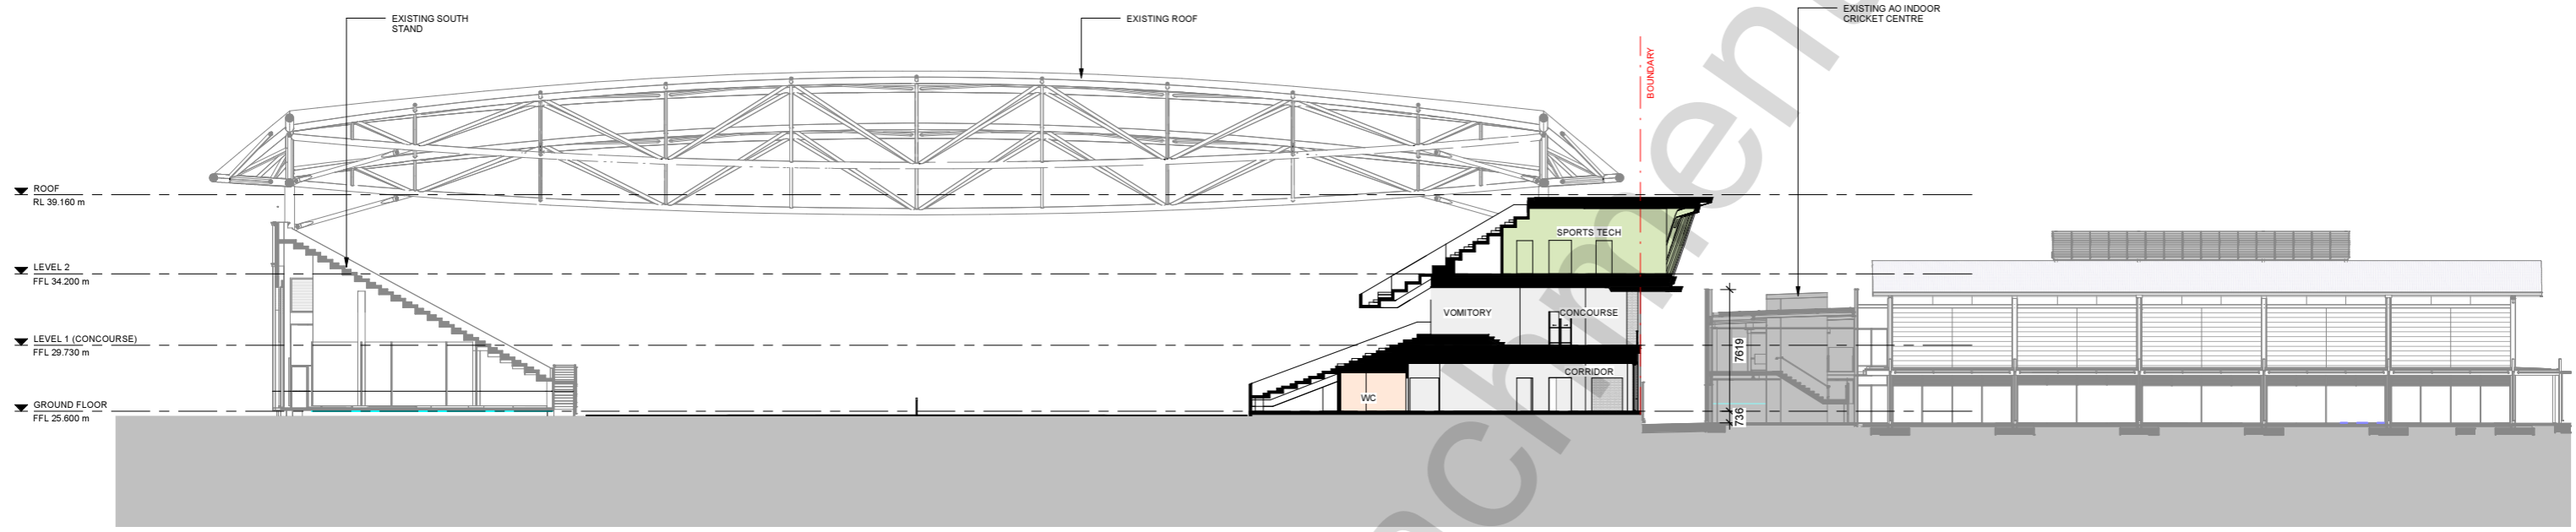 EXISTING SOUTH
STAND
EXISTING ROOF
BOUNDARY
EXISTING AO INDOOR
CRICKET CENTRE
ROOF
RL 39.160 m
SPORTS TECH
LEVEL 2
FFL 34.200 m
VOMITORY
CONCOURSE
LEVEL 1 (CONCOURSE)
FFL 29.730 m
7619
CORRIDOR
WC
GROUND FLOOR
FFL 25.600 m
736
chmen